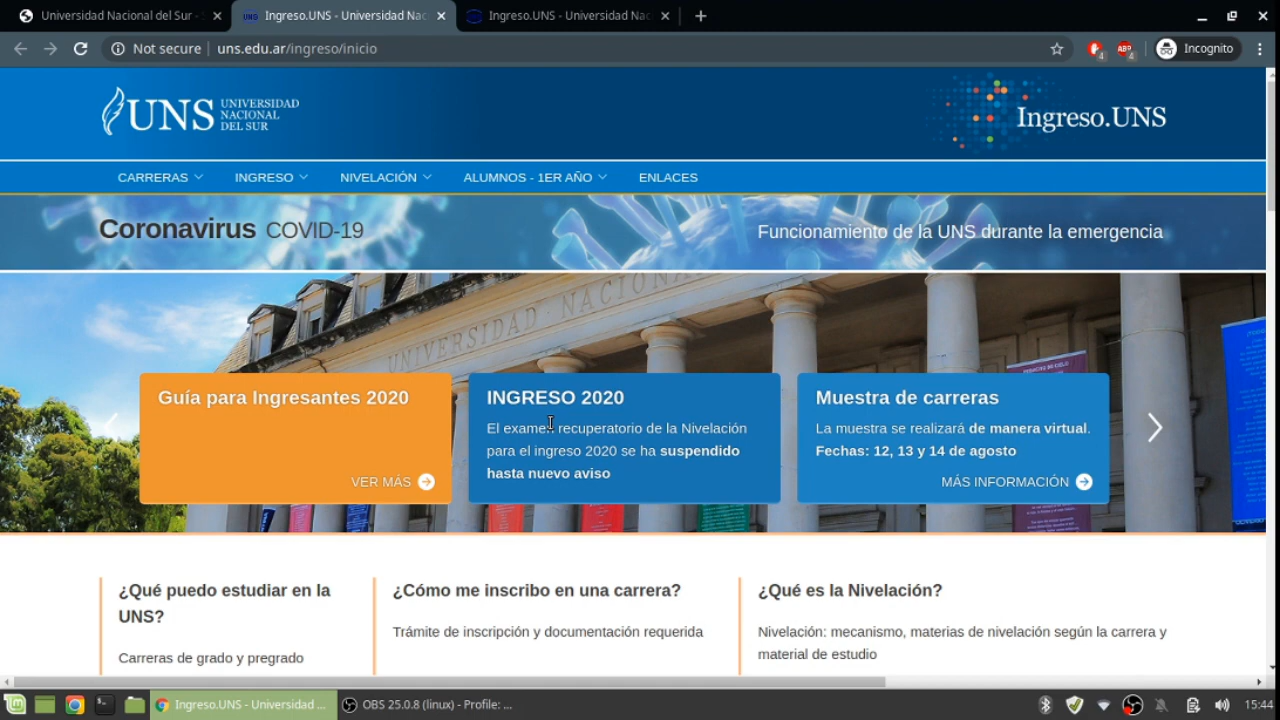 Universidad Nacional del Sur -
Ingreso.UNS - Universidad Nac
Ingreso.UNS - Universidad Nac
Not secure
uns.edu.ar/ingreso/inicio
4
ABP
4
Incognito
UNS UNIVERSIDAD
NACIONAL
DEL SUR
Ingreso.UNS
CARRERAS
INGRESO
NIVELACIÓN
ALUMNOS - 1ER AÑO
ENLACES
Coronavirus COVID-19
Funcionamiento de la UNS durante la emergencia
UNIVERSIDAD NACIONA
Guía para Ingresantes 2020
VER MÁS
INGRESO 2020
El examen recuperatorio de la Nivelación
para el ingreso 2020 se ha suspendido
hasta nuevo aviso
Muestra de carreras
La muestra se realizará de manera virtual.
Fechas: 12, 13 y 14 de agosto
MÁS INFORMACIÓN
¿Qué puedo estudiar en la
UNS?
Carreras de grado y pregrado
¿Cómo me inscribo en una carrera?
Trámite de inscripción y documentación requerida
¿Qué es la Nivelación?
Nivelación: mecanismo, materias de nivelación según la carrera y
material de estudio
Ingreso.UNS - Universidad ...
OBS 25.0.8 (linux) - Profile: ...
15:44